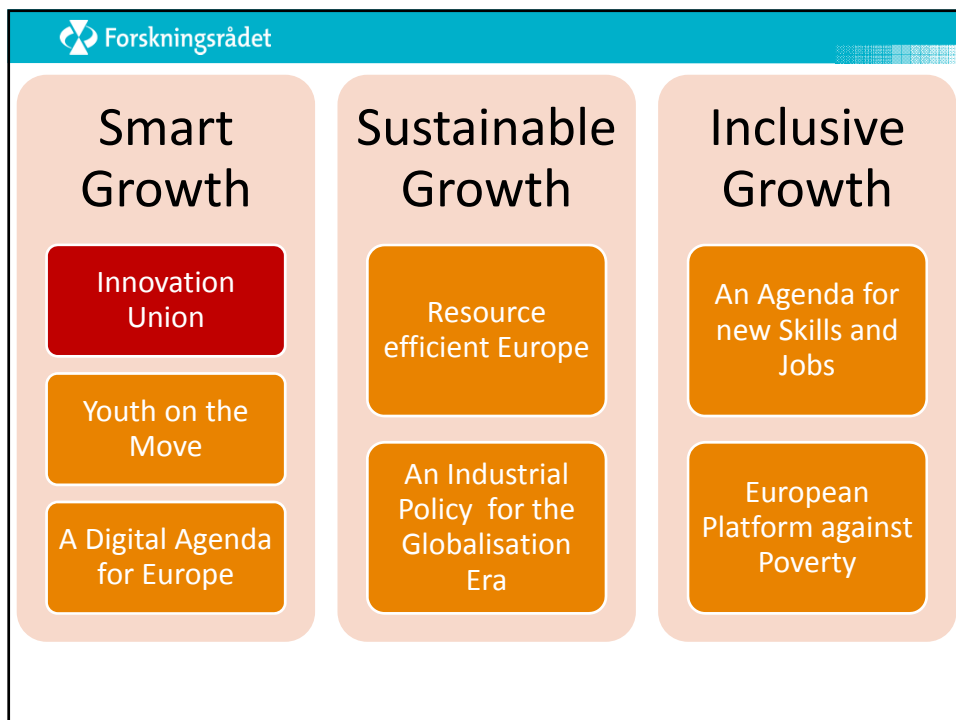 Forskningsrådet
Smart
Growth
Innovation
Union
Youth on the
Move
A Digital Agenda
for Europe
Sustainable
Growth
Resource
efficient Europe
An Industrial
Policy for the
Globalisation
Era
Inclusive
Growth
An Agenda for
new Skills and
Jobs
European
Platform against
Poverty